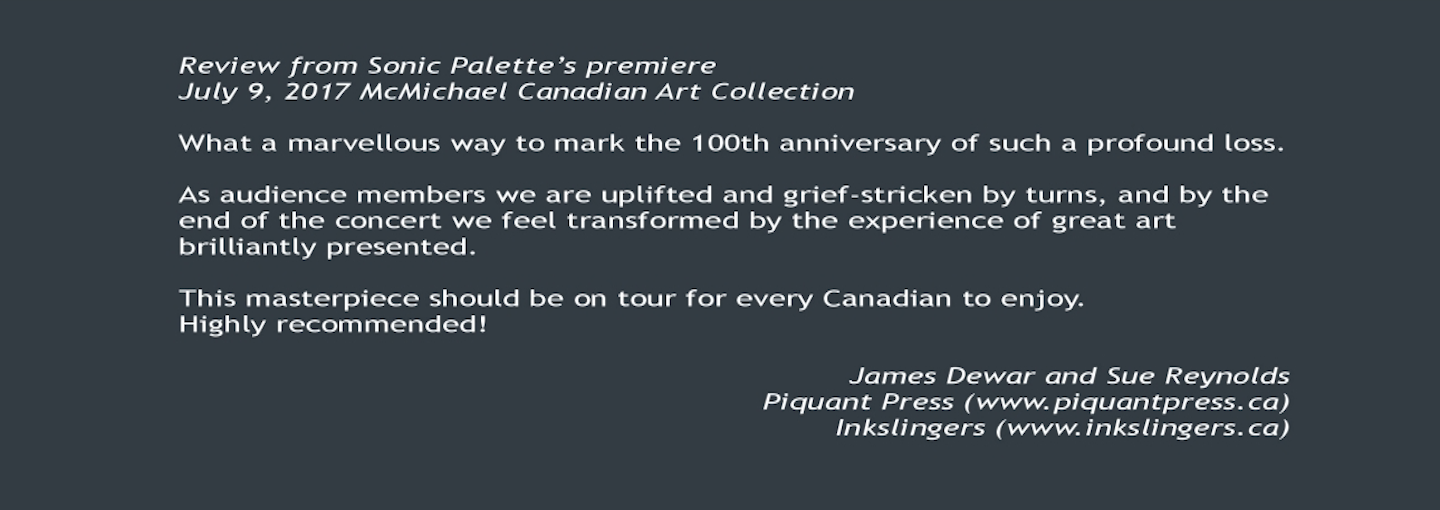 Review from Sonic Palette’s premiere
July 9, 2017 McMichael Canadian Art Collection
What a marvellous way to mark the 100th anniversary of such a profound loss.
As audience members we are uplifted and grief-stricken by turns, and by the
end of the concert we feel transformed by the experience of great art
brilliantly presented.
This masterpiece should be on tour for every Canadian to enjoy.
Highly recommended!
James Dewar and Sue Reynolds
Piquant Press (www.piquantpress.ca)
Inkslingers (www.inkslingers.ca)